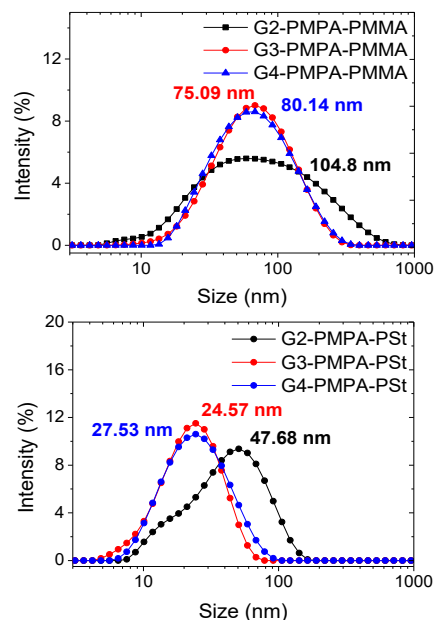 G2-PMPA-PMMA
G3-PMPA-PMMA
G4-PMPA-PMMA
75.09 nm
80.14 nm
104.8 nm
Intensity (%)
12
8
4
0
10
100
1000
Size (nm)
G2-PMPA-PSt
G3-PMPA-PSt
G4-PMPA-PSt
24.57 nm
27.53 nm
47.68 nm
Intensity (%)
20
16
12
8
4
0
10
100
1000
Size (nm)